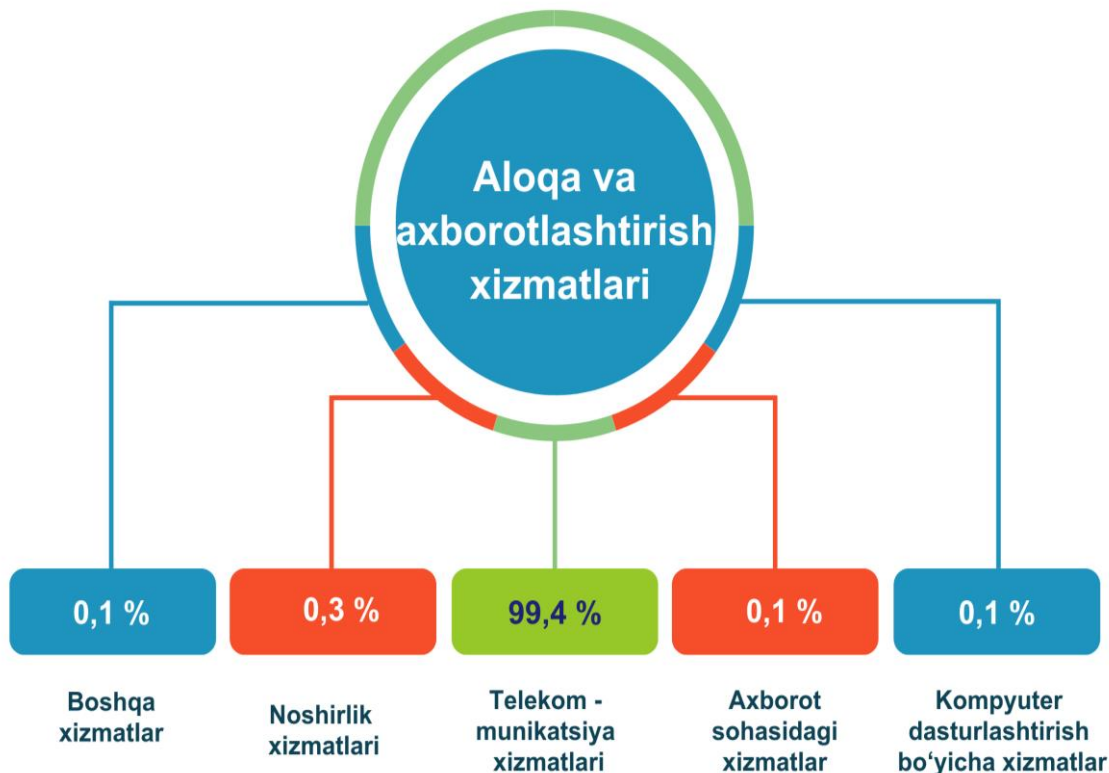 Aloqa va
axborotlashtirish
xizmatlari
0,1 %
0,3 %
99,4 %
0,1 %
0,1 %
Boshqa
xizmatlar
Noshirlik
xizmatlari
Telekom -
munikatsiya
xizmatlari
Axborot
sohasidagi
xizmatlar
Kompyuter
dasturlashtirish
bo‘yicha xizmatlar